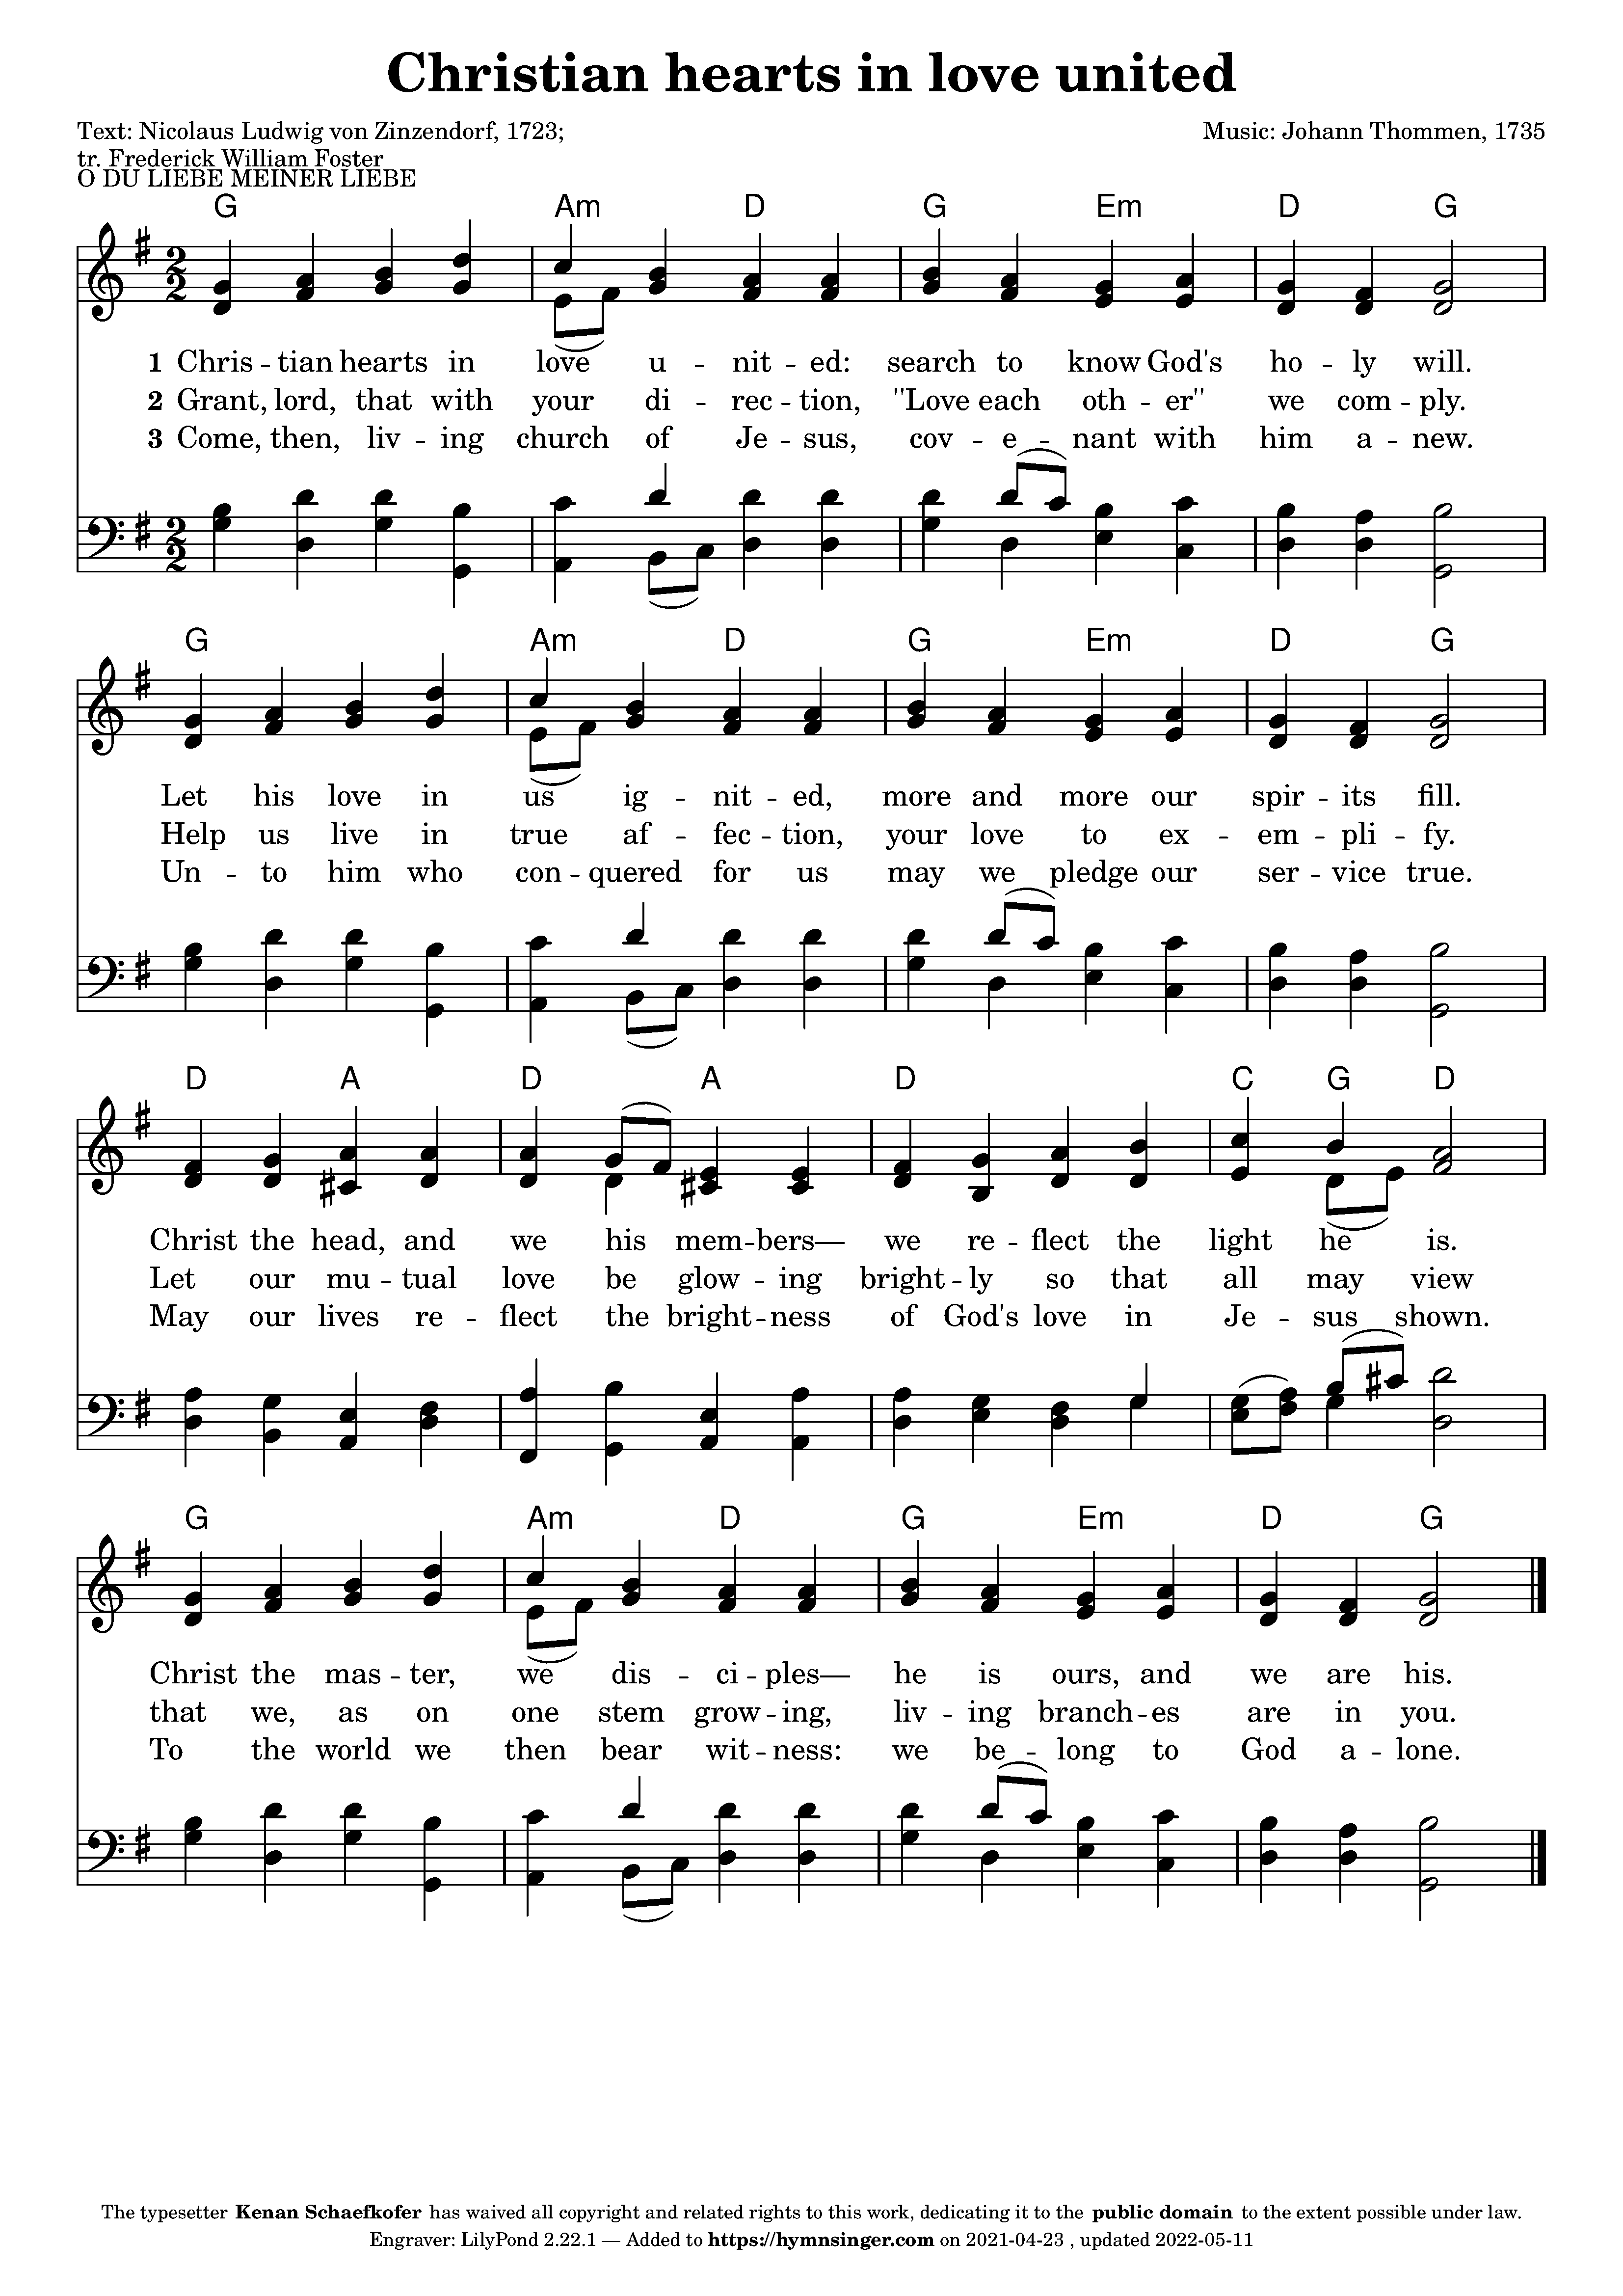 Christian hearts in love united
Text: Nicolaus Ludwig von Zinzendorf, 1723;
Music: Johann Thommen, 1735
tr. Frederick William Foster
O DU LIEBE MEINER LIEBE
G Am D G Em D G
1 Chris -- tian hearts in love u -- nit -- ed: search to know God's ho -- ly will.
2 Grant, lord, that with your di -- rec -- tion, "Love each oth -- er" we com -- ply.
3 Come, then, liv -- ing church of Je -- sus, cov -- e -- nant with him a -- new.
G Am D G Em D G
Let his love in us ig -- nit -- ed, more and more our spir -- its fill.
Help us live in true af -- fec -- tion, your love to ex -- em -- pli -- fy.
Un -- to him who con -- quered for us may we pledge our ser -- vice true.
D A D A D C G D
Christ the head, and we his mem -- bers— we re -- flect the light he is.
Let our mu -- tual love be glow -- ing bright -- ly so that all may view
May our lives re -- flect the bright -- ness of God's love in Je -- sus shown.
G Am D G Em D G
Christ the mas -- ter, we dis -- ci -- ples— he is ours, and we are his.
that we, as on one stem grow -- ing, liv -- ing branch -- es are in you.
To the world we then bear wit -- ness: we be -- long to God a -- lone.
The typesetter Kenan Schaefkofer has waived all copyright and related rights to this work, dedicating it to the public domain to the extent possible under law.
Engraver: LilyPond 2.22.1 — Added to https://hymnsinger.com on 2021-04-23 , updated 2022-05-11